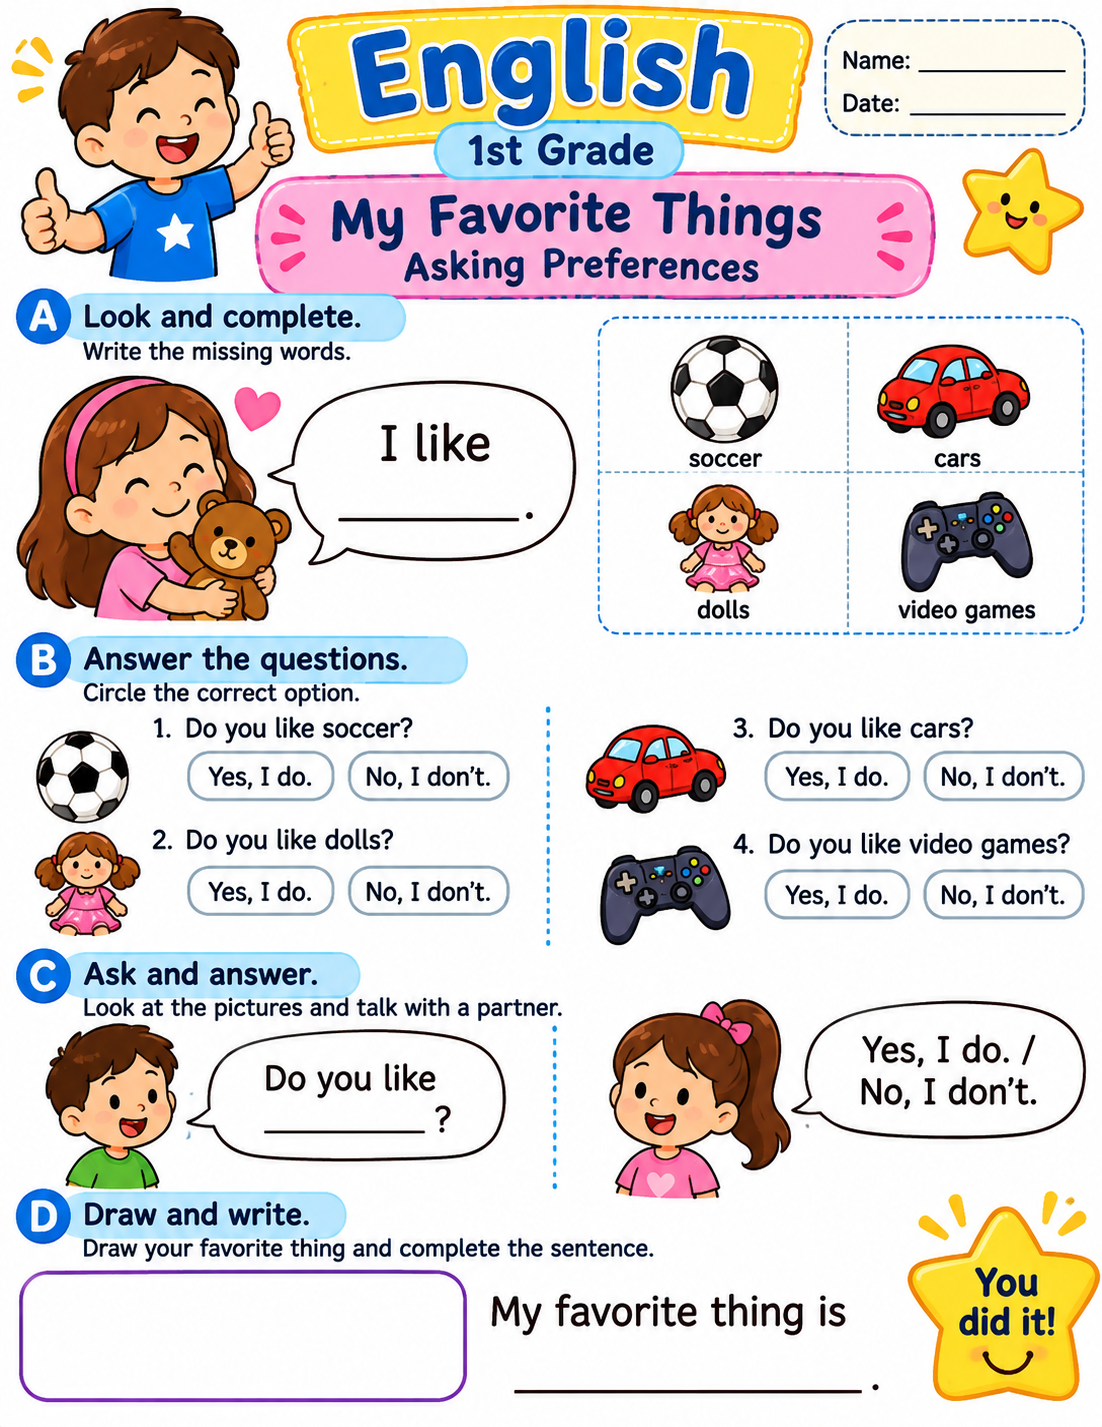 English
1st Grade
My Favorite Things
Asking Preferences
Name: ____________
Date: ____________
A Look and complete.
Write the missing words.
I like
____________.
soccer
cars
dolls
video games
B Answer the questions.
Circle the correct option.
1. Do you like soccer?
Yes, I do. No, I don't.
2. Do you like dolls?
Yes, I do. No, I don't.
3. Do you like cars?
Yes, I do. No, I don't.
4. Do you like video games?
Yes, I do. No, I don't.
C Ask and answer.
Look at the pictures and talk with a partner.
Do you like
____________?
Yes, I do. /
No, I don't.
D Draw and write.
Draw your favorite thing and complete the sentence.
My favorite thing is
____________.
You
did it!